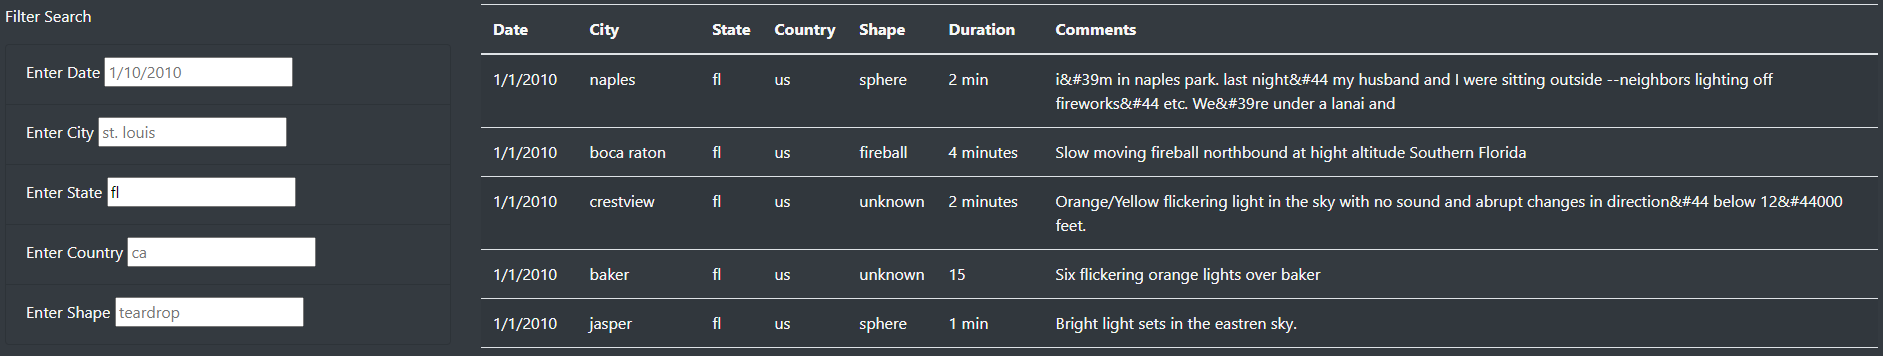 Filter Search
Enter Date 1/10/2010
Enter City st. louis
Enter State fl
Enter Country ca
Enter Shape teardrop
Date City State Country Shape Duration Comments
1/1/2010 naples fl us sphere 2 min i&#39m in naples park. last night&#44 my husband and I were sitting outside --neighbors lighting off
fireworks&#44 etc. We&#39re under a lanai and
1/1/2010 boca raton fl us fireball 4 minutes Slow moving fireball northbound at hight altitude Southern Florida
1/1/2010 crestview fl us unknown 2 minutes Orange/Yellow flickering light in the sky with no sound and abrupt changes in direction&#44 below 12&#44000
feet.
1/1/2010 baker fl us unknown 15 Six flickering orange lights over baker
1/1/2010 jasper fl us sphere 1 min Bright light sets in the eastren sky.